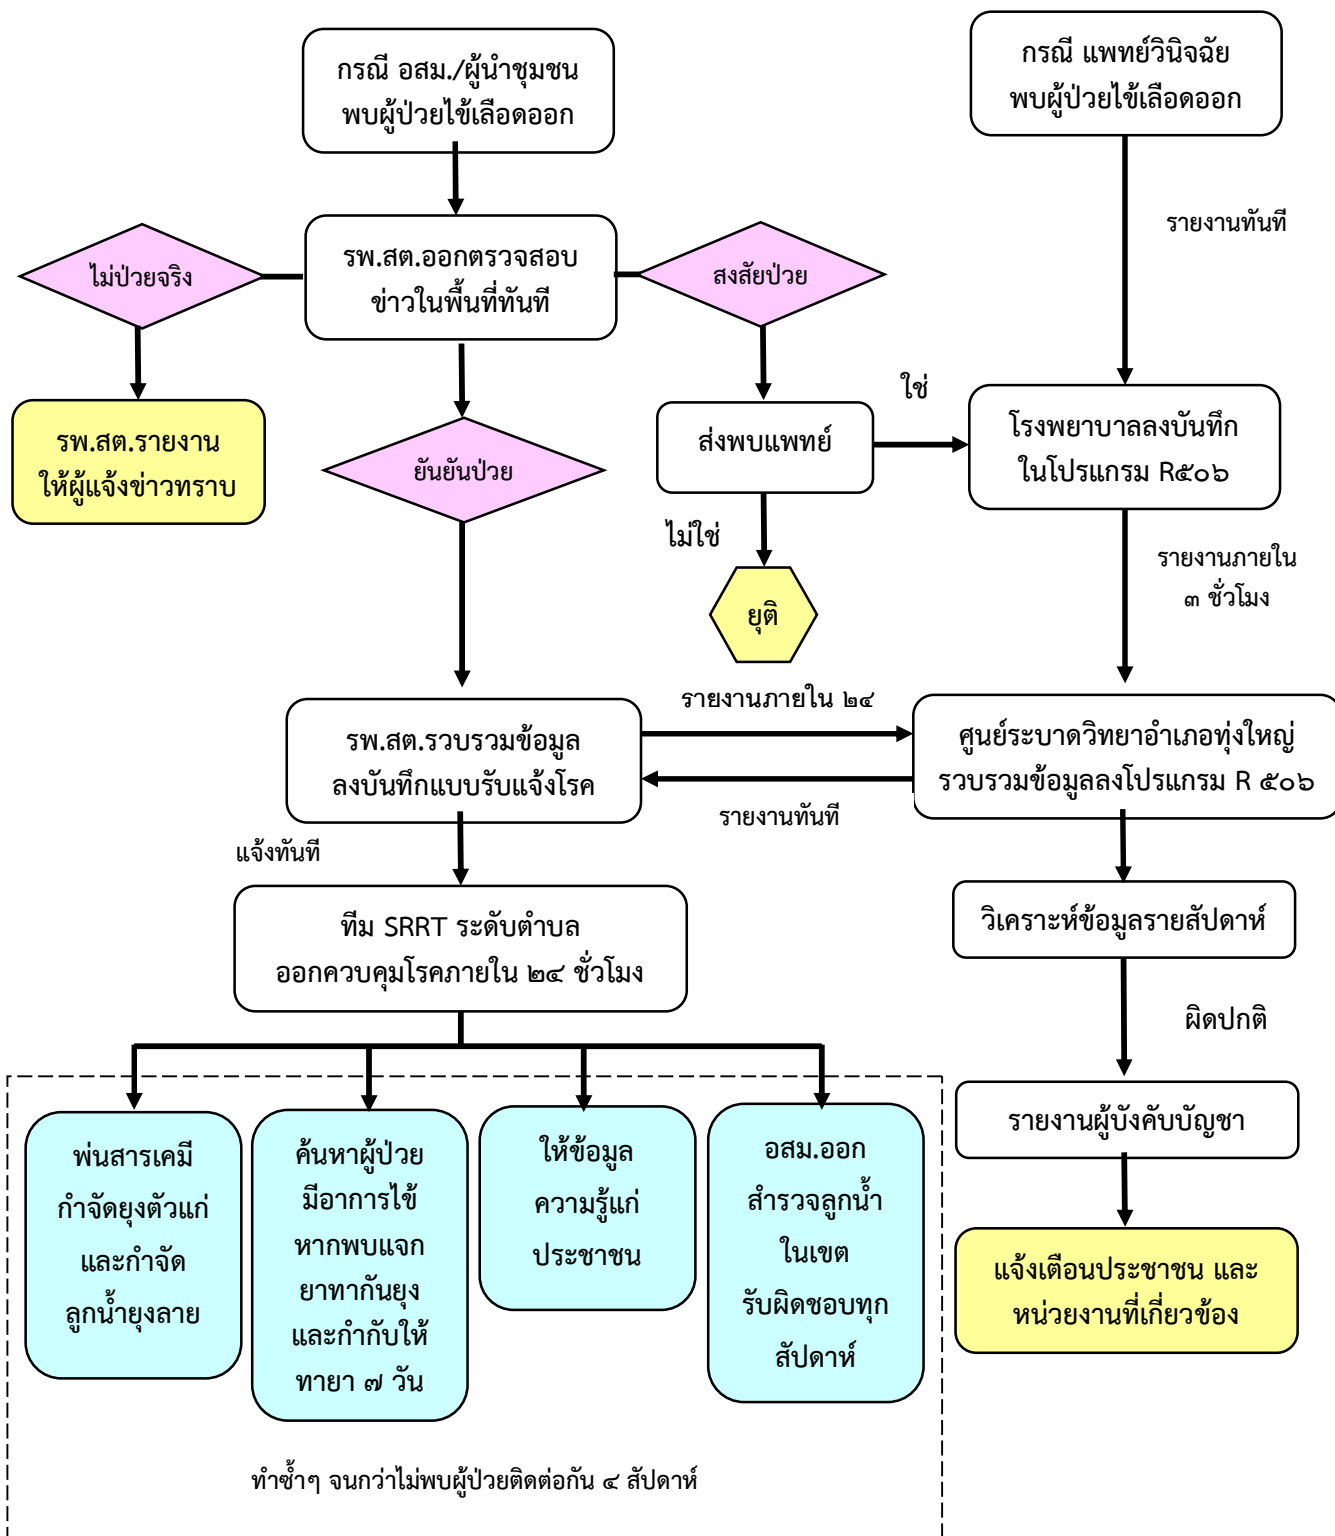 กรณี อสม./ผู้นำชุมชน
พบผู้ป่วยไข้เลือดออก
กรณี แพทย์วินิจฉัย
พบผู้ป่วยไข้เลือดออก
รายงานทันที
ไม่ป่วยจริง
รพ.สต.ออกตรวจสอบ
ข่าวในพื้นที่ทันที
สงสัยป่วย
รพ.สต.รายงาน
ให้ผู้แจ้งข่าวทราบ
ยันยันป่วย
ส่งพบแพทย์
ใช่
โรงพยาบาลลงบันทึก
ในโปรแกรม R๕๐๖
ไม่ใช่
ยุติ
รายงานภายใน
๓ ชั่วโมง
รพ.สต.รวบรวมข้อมูล
ลงบันทึกแบบรับแจ้งโรค
รายงานภายใน ๒๔
รายงานทันที
ศูนย์ระบาดวิทยาอำเภอทุ่งใหญ่
รวบรวมข้อมูลลงโปรแกรม R ๕๐๖
แจ้งทันที
ทีม SRRT ระดับตำบล
ออกควบคุมโรคภายใน ๒๔ ชั่วโมง
วิเคราะห์ข้อมูลรายสัปดาห์
ผิดปกติ
รายงานผู้บังคับบัญชา
แจ้งเตือนประชาชน และ
หน่วยงานที่เกี่ยวข้อง
พ่นสารเคมี
กำจัดยุงตัวแก่
และกำจัด
ลูกน้ำยุงลาย
ค้นหาผู้ป่วย
มีอาการไข้
หากพบแจก
ยาทากันยุง
และกำกับให้
ทายา ๗ วัน
ให้ข้อมูล
ความรู้แก่
ประชาชน
อสม.ออก
สำรวจลูกน้ำ
ในเขต
รับผิดชอบทุก
สัปดาห์
ทำซ้ำๆ จนกว่าไม่พบผู้ป่วยติดต่อกัน ๔ สัปดาห์